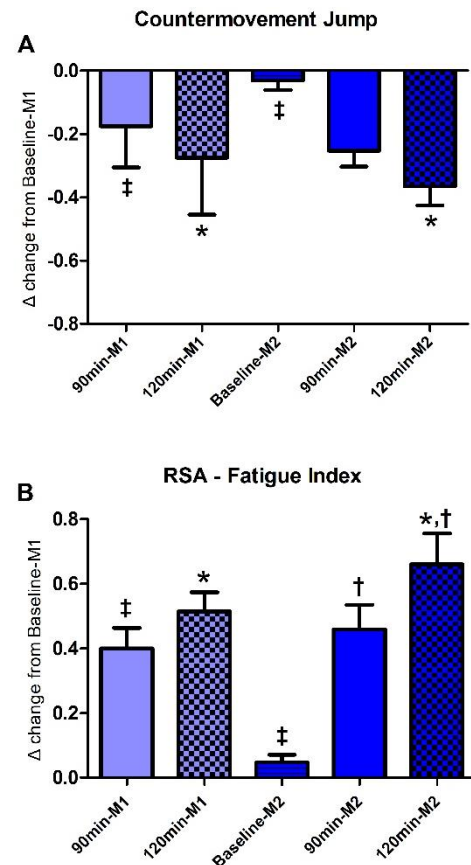 Countermovement Jump
A
Δ change from Baseline-M1
0.0
-0.2
-0.4
-0.6
-0.8
‡
*
‡
*
90min-M1
120min-M1
Baseline-M2
90min-M2
120min-M2
RSA - Fatigue Index
B
Δ change from Baseline-M1
0.8
0.6
0.4
0.2
0.0
‡
*
‡
†
*,†
90min-M1
120min-M1
Baseline-M2
90min-M2
120min-M2